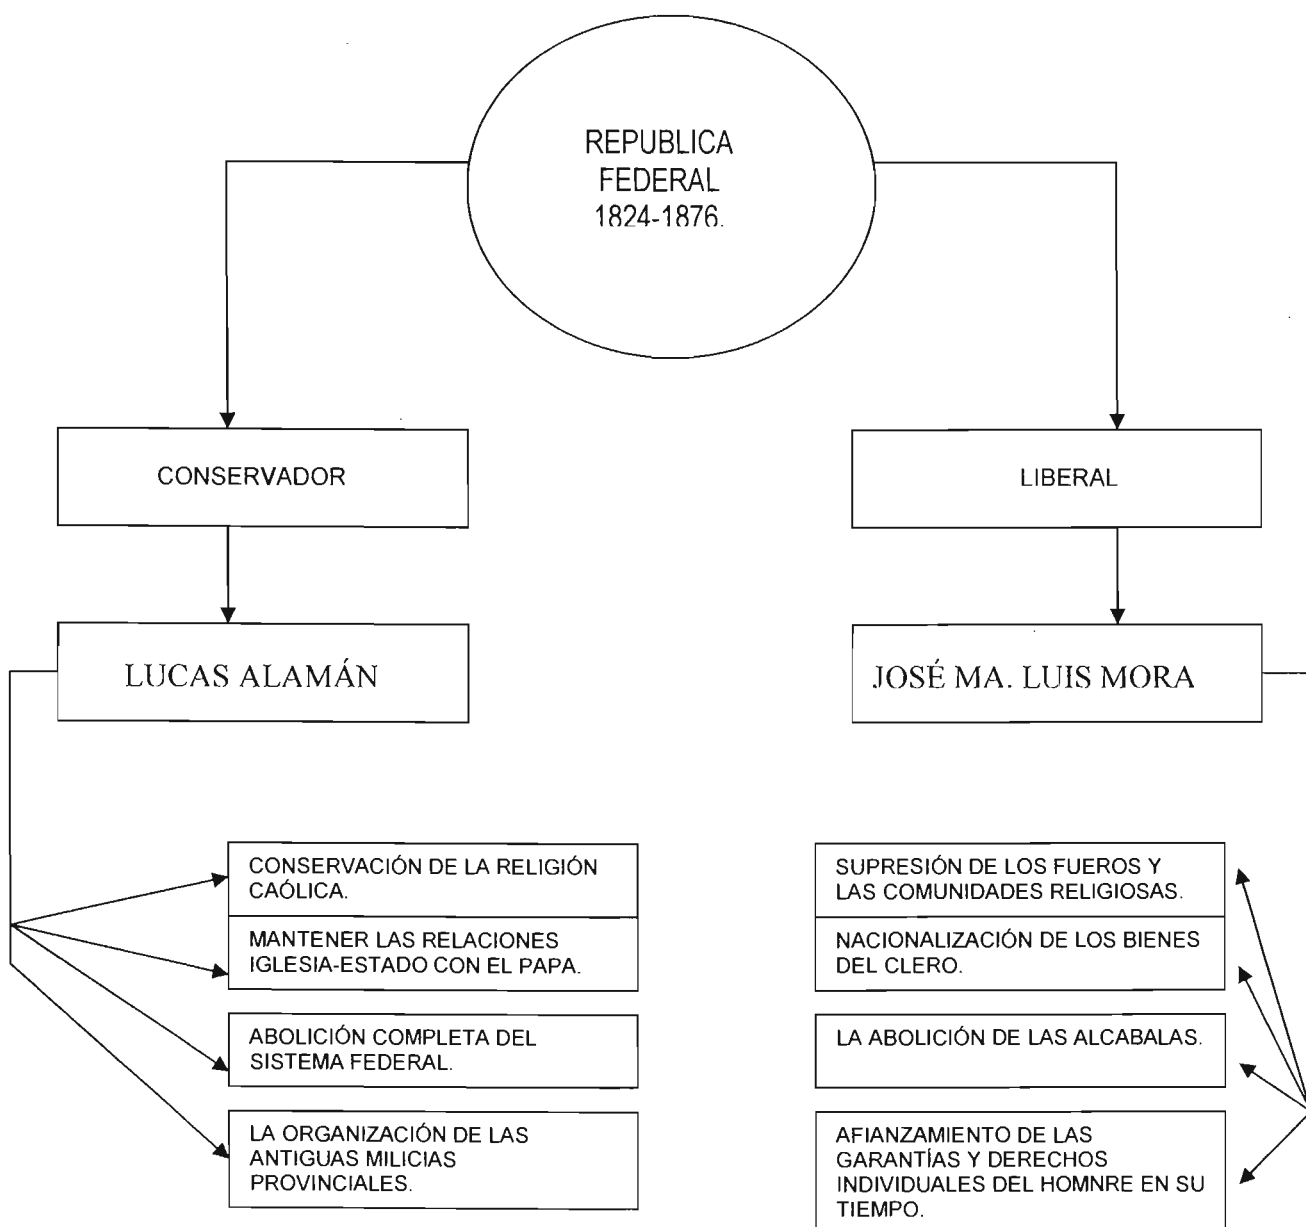 REPUBLICA
FEDERAL
1824-1876.
CONSERVADOR
LIBERAL
LUCAS ALAMÁN
JOSÉ MA. LUIS MORA
CONSERVACIÓN DE LA RELIGIÓN
CAÓLICA.
MANTENER LAS RELACIONES
IGLESIA-ESTADO CON EL PAPA.
ABOLICIÓN COMPLETA DEL
SISTEMA FEDERAL.
LA ORGANIZACIÓN DE LAS
ANTIGUAS MILICIAS
PROVINCIALES.
SUPRESIÓN DE LOS FUEROS Y
LAS COMUNIDADES RELIGIOSAS.
NACIONALIZACIÓN DE LOS BIENES
DEL CLERO.
LA ABOLICIÓN DE LAS ALCABALAS.
AFIANZAMIENTO DE LAS
GARANTÍAS Y DERECHOS
INDIVIDUALES DEL HOMNRE EN SU
TIEMPO.